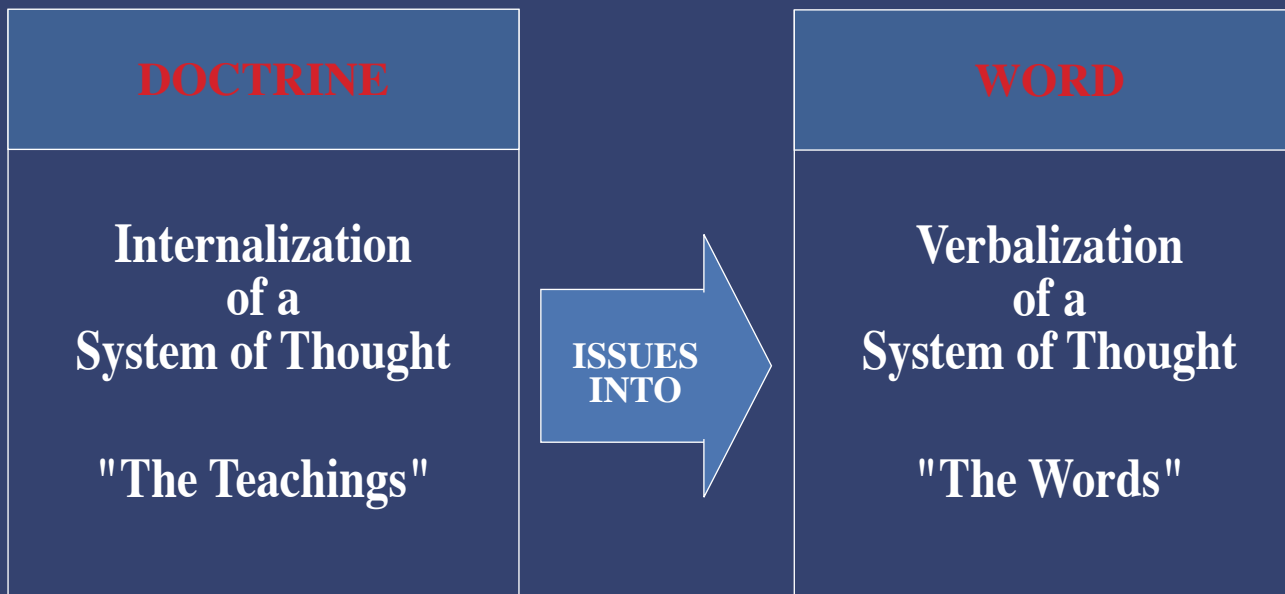 DOCTRINE
Internalization
of a
System of Thought
"The Teachings"
ISSUES
INTO
WORD
Verbalization
of a
System of Thought
"The Words"